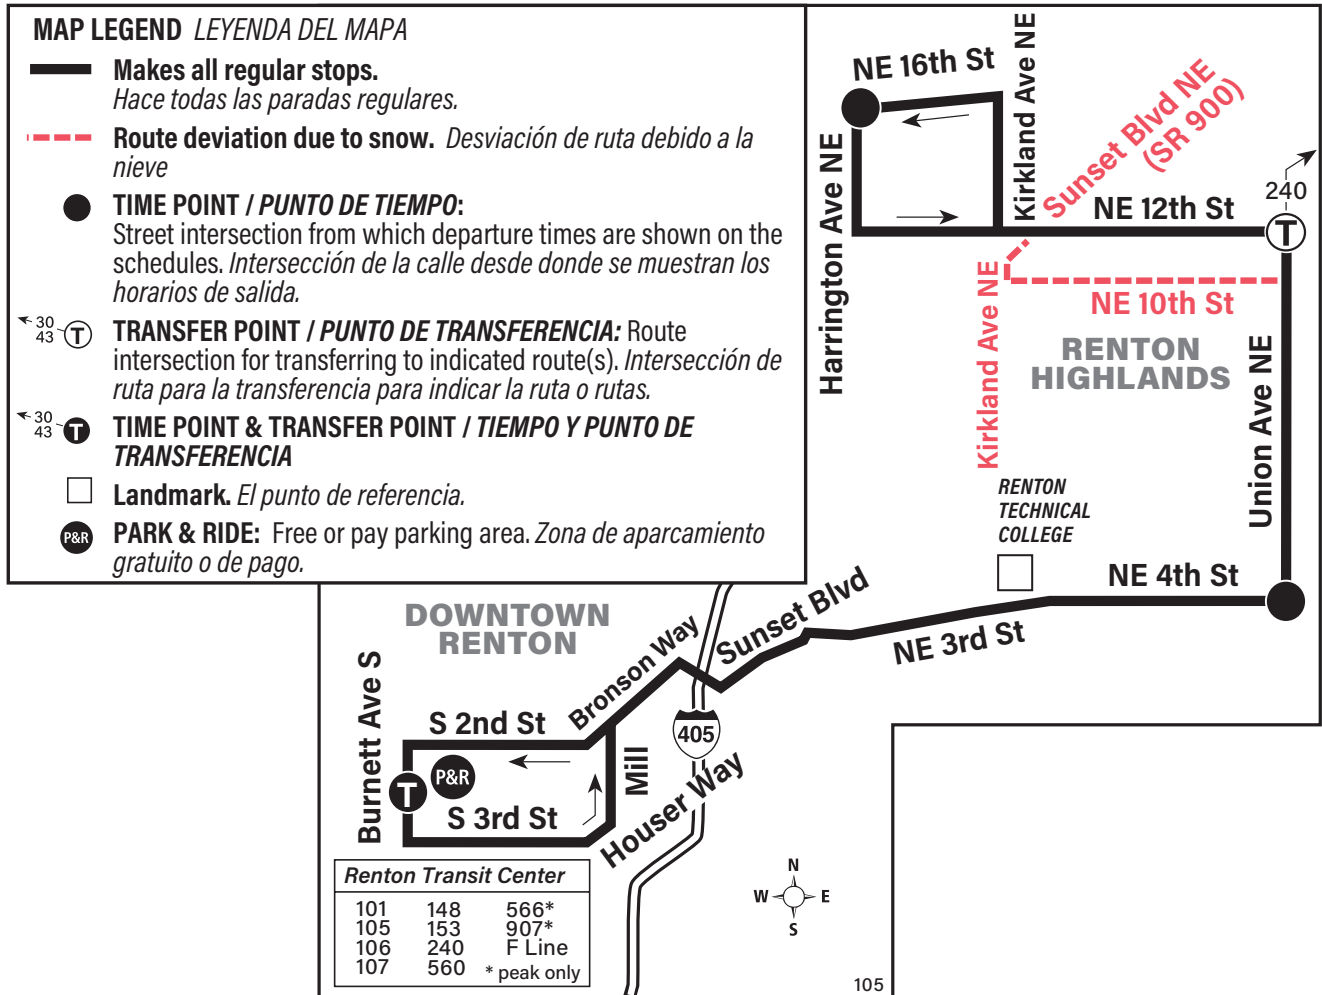 MAP LEGEND LEYENDA DEL MAPA
Makes all regular stops.
Hace todas las paradas regulares.
Route deviation due to snow. Desviación de ruta debido a la
nieve
TIME POINT / PUNTO DE TIEMPO:
Street intersection from which departure times are shown on the
schedules. Intersección de la calle desde donde se muestran los
horarios de salida.
30
43
T
TRANSFER POINT / PUNTO DE TRANSFERENCIA: Route
intersection for transferring to indicated route(s). Intersección de
ruta para la transferencia para indicar la ruta o rutas.
30
43
T
TIME POINT & TRANSFER POINT / TIEMPO Y PUNTO DE
TRANSFERENCIA
Landmark. El punto de referencia.
P&R
PARK & RIDE: Free or pay parking area. Zona de aparcamiento
gratuito o de pago.
NE 16th St
Kirkland Ave NE
Sunset Blvd NE
(SR 900)
Harrington Ave NE
240
NE 12th St
T
Kirkland Ave NE
NE 10th St
RENTON
HIGHLANDS
Union Ave NE
RENTON
TECHNICAL
COLLEGE
NE 4th St
NE 3rd St
Sunset Blvd
DOWNTOWN
RENTON
Bronson Way
Burnett Ave S
S 2nd St
405
P&R
T
Mill
S 3rd St
Houser Way
Renton Transit Center
101 148 566*
105 153 907*
106 240 F Line
107 560 * peak only
N
W E
S
105